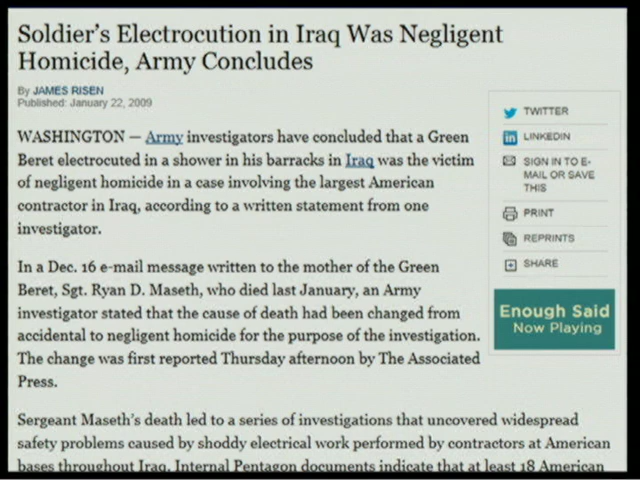 Soldier's Electrocution in Iraq Was Negligent
Homicide, Army Concludes
By JAMES RISEN
Published: January 22, 2009
WASHINGTON — Army investigators have concluded that a Green
Beret electrocuted in a shower in his barracks in Iraq was the victim
of negligent homicide in a case involving the largest American
contractor in Iraq, according to a written statement from one
investigator.
In a Dec. 16 e-mail message written to the mother of the Green
Beret, Sgt. Ryan D. Maseth, who died last January, an Army
investigator stated that the cause of death had been changed from
accidental to negligent homicide for the purpose of the investigation.
The change was first reported Thursday afternoon by The Associated
Press.
Sergeant Maseth's death led to a series of investigations that uncovered widespread
safety problems caused by shoddy electrical work performed by contractors at American
bases throughout Iraq. Internal Pentagon documents indicate that at least 18 American
TWITTER
LINKEDIN
SIGN IN TO E-
MAIL OR SAVE
THIS
PRINT
REPRINTS
SHARE
Enough Said
Now Playing